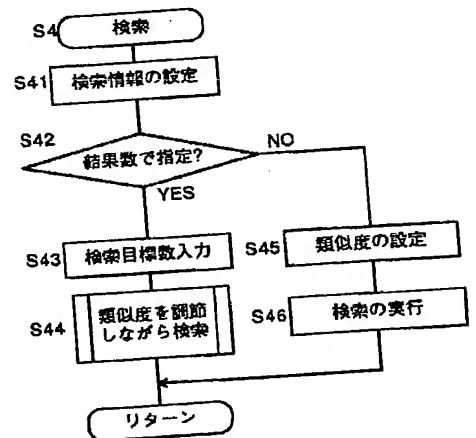 S4 検索
S41 検索情報の設定
S42
結果数で指定?
NO
YES
S43 検索目標数入力
S45 類似度の設定
S44 類似度を調節
しながら検索
S46 検索の実行
リターン